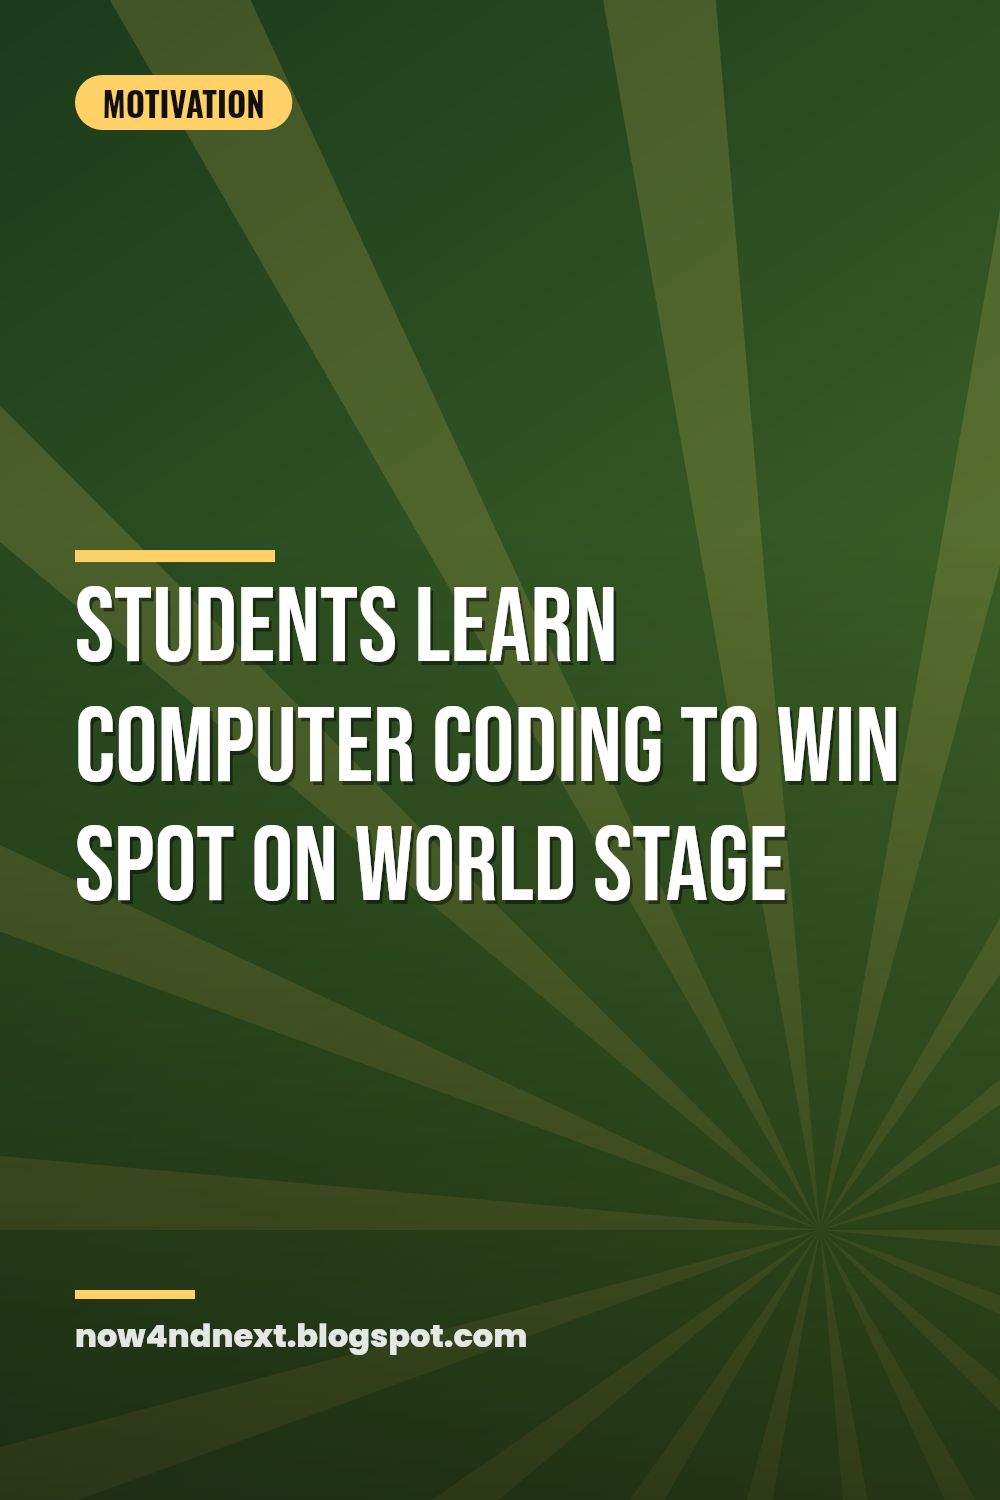 MOTIVATION
STUDENTS LEARN
COMPUTER CODING TO WIN
SPOT ON WORLD STAGE
now4ndnext.blogspot.com